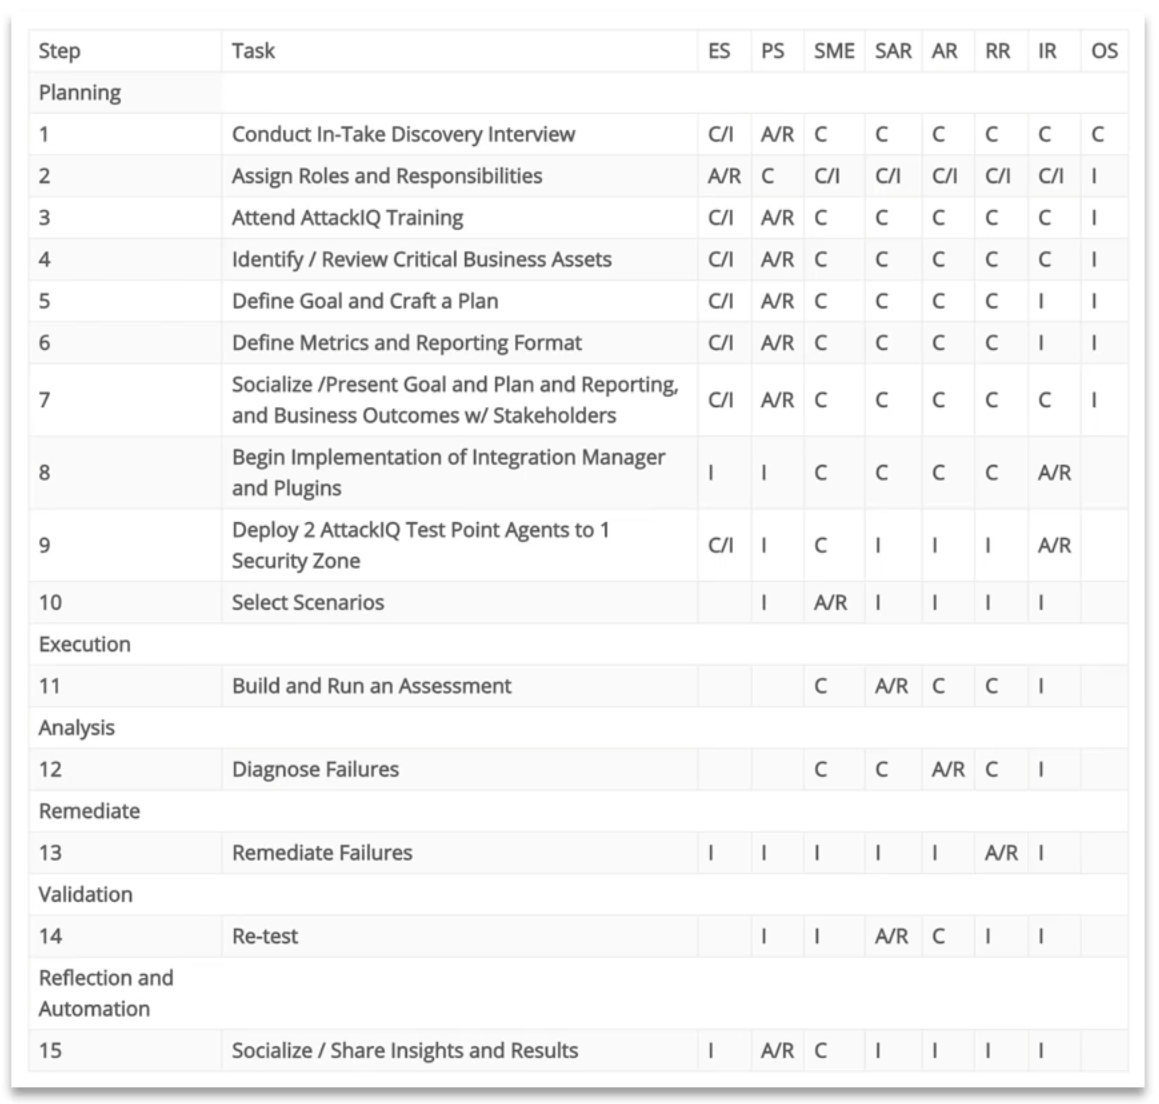 Step Task ES PS SME SAR AR RR IR OS
Planning
1 Conduct In-Take Discovery Interview C/I A/R C C C C C C
2 Assign Roles and Responsibilities A/R C C/I C/I C/I C/I C/I I
3 Attend AttackIQ Training C/I A/R C C C C C I
4 Identify / Review Critical Business Assets C/I A/R C C C C C I
5 Define Goal and Craft a Plan C/I A/R C C C C I I
6 Define Metrics and Reporting Format C/I A/R C C C C I I
7 Socialize /Present Goal and Plan and Reporting, and Business Outcomes w/ Stakeholders C/I A/R C C C C C I
8 Begin Implementation of Integration Manager and Plugins I I C C C C A/R
9 Deploy 2 AttackIQ Test Point Agents to 1 Security Zone C/I I C I I I A/R
10 Select Scenarios I A/R I I I I
Execution
11 Build and Run an Assessment C A/R C C I
Analysis
12 Diagnose Failures C C A/R C I
Remediate
13 Remediate Failures I I I I I A/R I
Validation
14 Re-test I I A/R C I I
Reflection and
Automation
15 Socialize / Share Insights and Results I A/R C I I I I